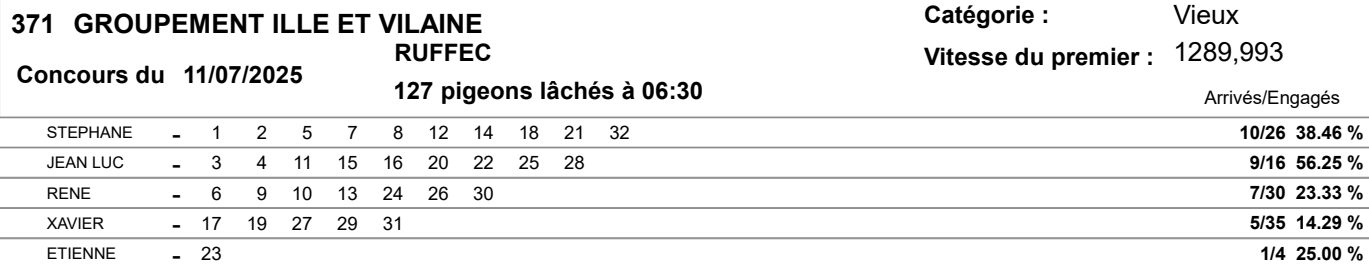 371 GROUPEMENT ILLE ET VILAINE
Catégorie : Vieux
RUFFEC
Vitesse du premier : 1289,993
Concours du 11/07/2025
127 pigeons lâchés à 06:30
Arrivés/Engagés
STEPHANE - 1 2 5 7 8 12 14 18 21 32 10/26 38.46 %
JEAN LUC - 3 4 11 15 16 20 22 25 28 9/16 56.25 %
RENE - 6 9 10 13 24 26 30 7/30 23.33 %
XAVIER - 17 19 27 29 31 5/35 14.29 %
ETIENNE - 23 1/4 25.00 %